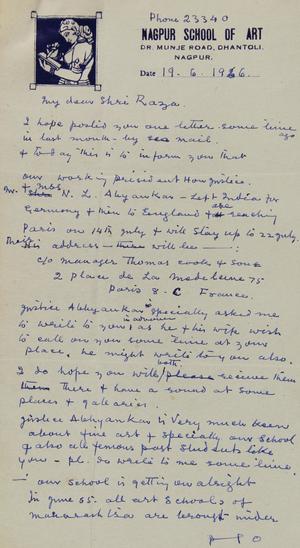 Phone 23340
NAGPUR SCHOOL OF ART
DR. MUNJE ROAD, DHANTOLI,
NAGPUR.
Date 19. 6. 1966.
My dear Shri Raza.
I hope posted you one letter some time ago
in last month - by sea mail.
& today this is to inform you that
our working president Hon Justice.
Mr. & Mrs N. L. Abyankar - Left India for
Germany & then to England & are reaching
Paris on 14th July & will stay up to 22 July.
Their address - will be - :
c/o Manager Thomas cook & Sons
2 Place de La Madeleine 75
Paris 8 - C France.
Justice Abhyankar specially asked me
to write to you in advance as he & his wife wish
to call on you some time at your
place. he might write to you also.
I do hope you will please receive them both
there & have a round at some
places & galleries.
Justice Abhyankar is very much keen
about fine art & specially our school
& also all famous past students like
you - pl. do write to me some time.
- our school is getting on alright
In June 65. all art schools of
Maharashtra are brought under
P T O